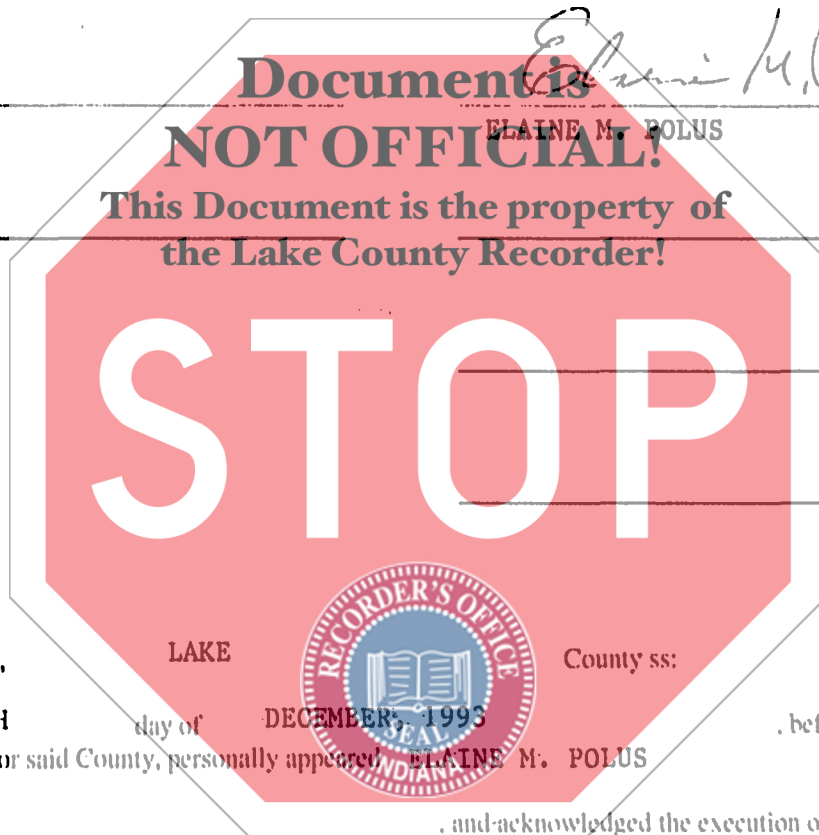 Document is
Elaine M.
ELAINE M. POLUS
NOT OFFICIAL!
This Document is the property of
the Lake County Recorder!
STOP
RECORDER'S OFFICE
LAKE
County ss:
day of DECEMBER, 1993
SEAL
or said County, personally appeared ELAINE M. POLUS
INDIANA
, and acknowledged the execution o